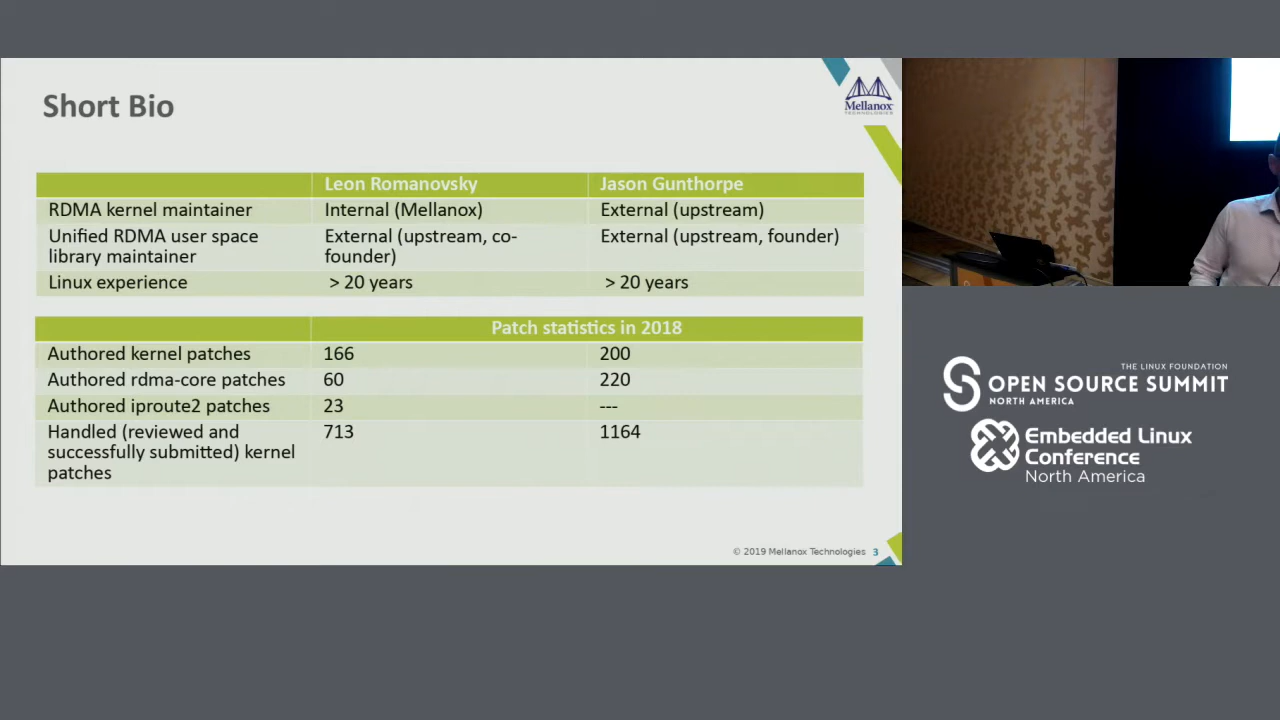 Short Bio
Mellanox
TECHNOLOGIES
Leon Romanovsky
Jason Gunthorpe
RDMA kernel maintainer
Internal (Mellanox)
External (upstream)
Unified RDMA user space
library maintainer
External (upstream, co-
founder)
External (upstream, founder)
Linux experience
> 20 years
> 20 years
Patch statistics in 2018
Authored kernel patches
166
200
Authored rdma-core patches
60
220
Authored iproute2 patches
23
---
Handled (reviewed and
successfully submitted) kernel
patches
713
1164
© 2019 Mellanox Technologies 3
THE LINUX FOUNDATION
OPEN SOURCE SUMMIT
NORTH AMERICA
Embedded Linux
Conference
North America